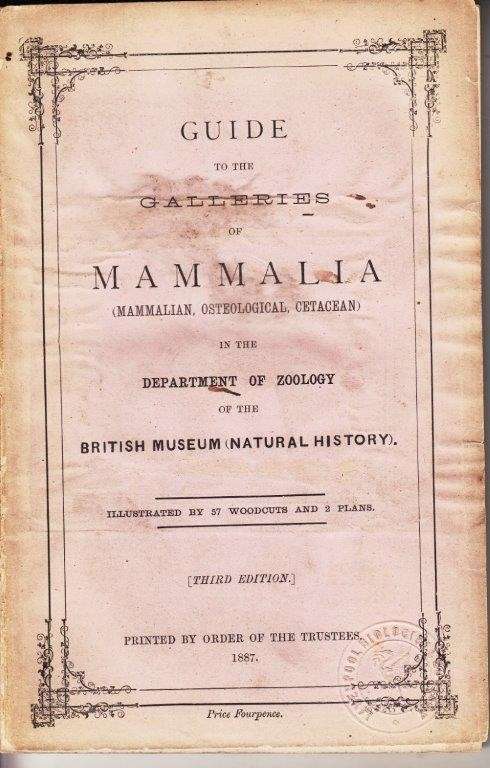 GUIDE
TO THE
GALLERIES
OF
MAMMALIA
(MAMMALIAN, OSTEOLOGICAL, CETACEAN)
IN THE
DEPARTMENT OF ZOOLOGY
OF THE
BRITISH MUSEUM (NATURAL HISTORY).
ILLUSTRATED BY 57 WOODCUTS AND 2 PLANS.
[THIRD EDITION.]
PRINTED BY ORDER OF THE TRUSTEES.
1887.
Price Fourpence.